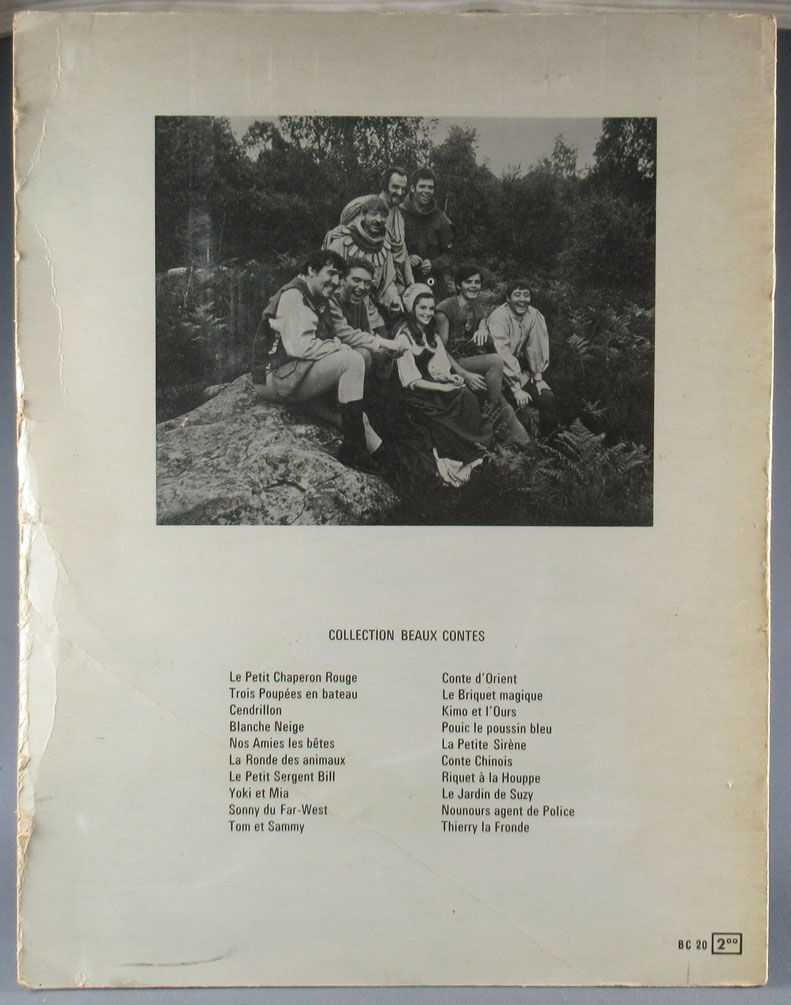 COLLECTION BEAUX CONTES
Le Petit Chaperon Rouge
Trois Poupées en bateau
Cendrillon
Blanche Neige
Nos Amies les bêtes
La Ronde des animaux
Le Petit Sergent Bill
Yoki et Mia
Sonny du Far-West
Tom et Sammy
Conte d'Orient
Le Briquet magique
Kimo et l'Ours
Pouic le poussin bleu
La Petite Sirène
Conte Chinois
Riquet à la Houppe
Le Jardin de Suzy
Nounours agent de Police
Thierry la Fronde
BC 20 2⁰⁰